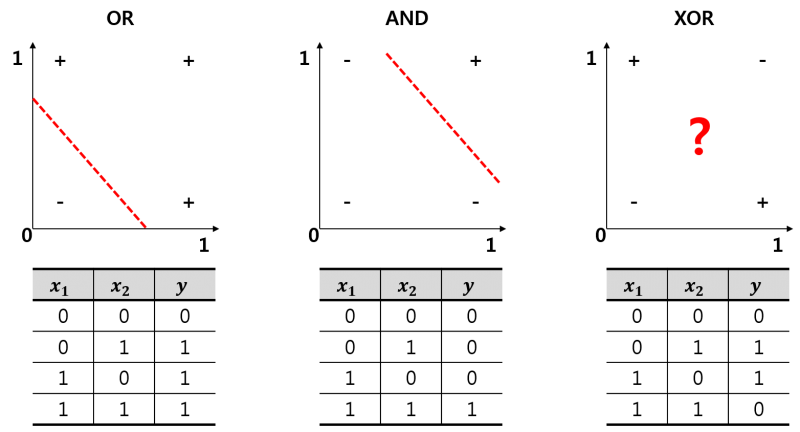 OR AND XOR
1 + + 1 - + 1 + -
?
- + - - - +
0 1 0 1 0 1
x₁ x₂ y x₁ x₂ y x₁ x₂ y
0 0 0 0 0 0 0 0 0
0 1 1 0 1 0 0 1 1
1 0 1 1 0 0 1 0 1
1 1 1 1 1 1 1 1 0